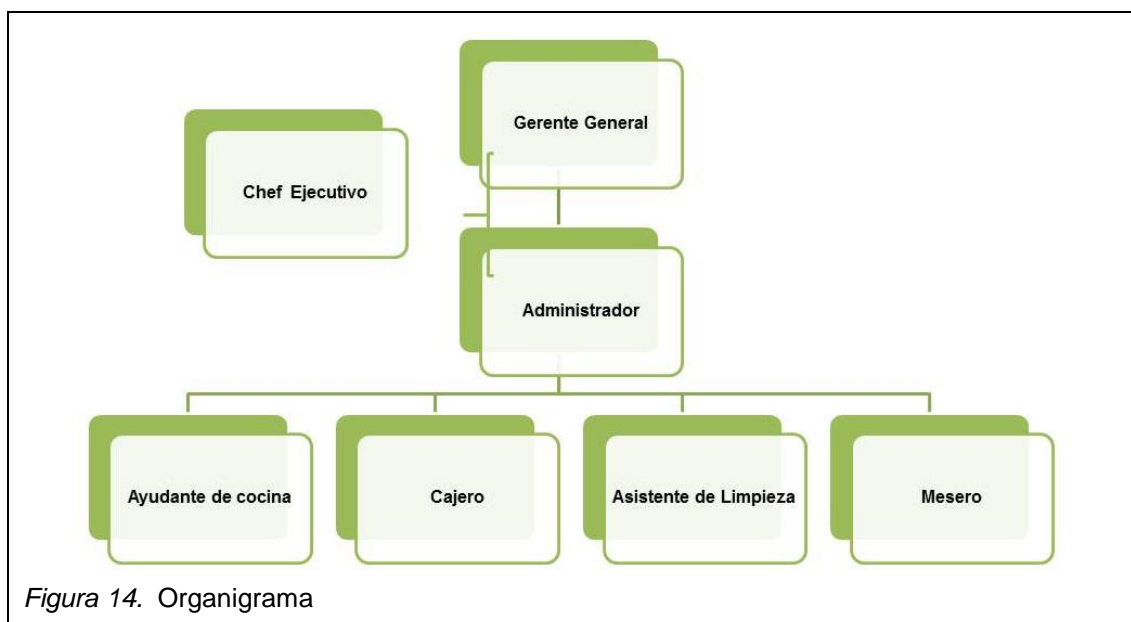 Gerente General
Chef Ejecutivo
Administrador
Ayudante de cocina
Cajero
Asistente de Limpieza
Mesero
Figura 14. Organigrama